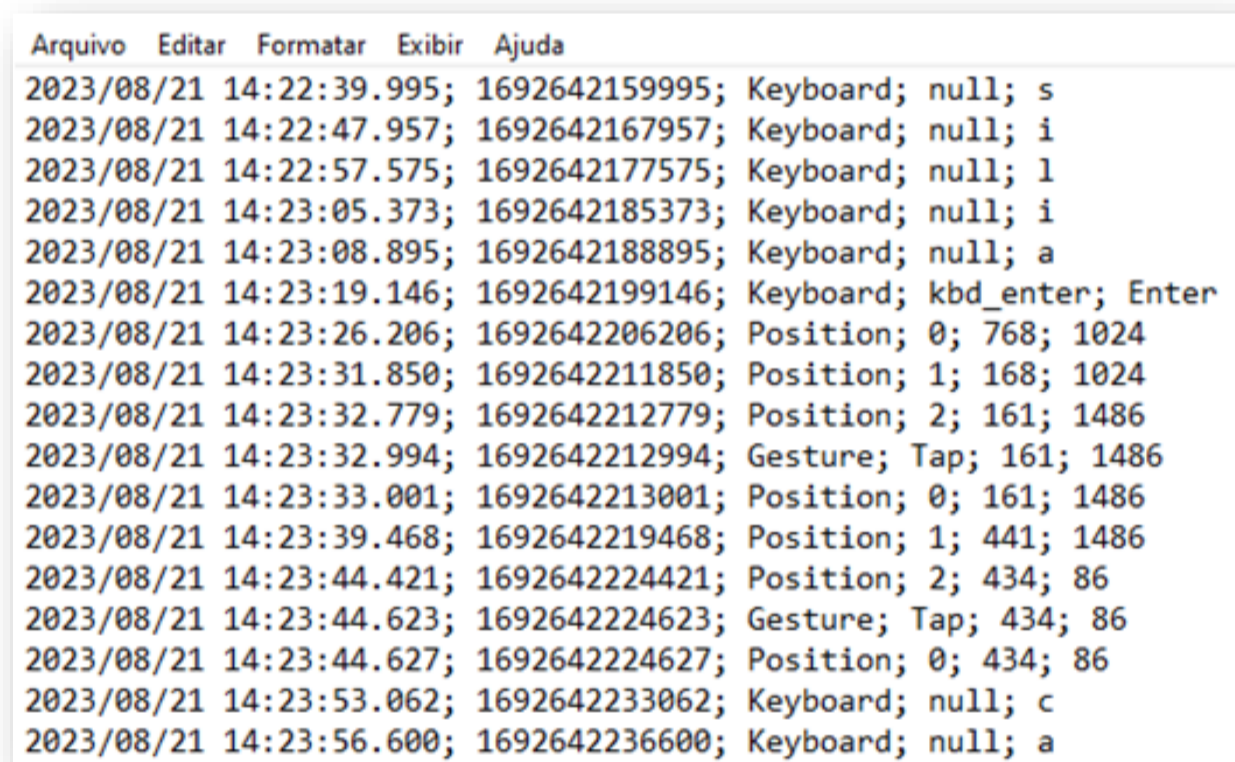 Arquivo Editar Formatar Exibir Ajuda
2023/08/21 14:22:39.995; 1692642159995; Keyboard; null; s
2023/08/21 14:22:47.957; 1692642167957; Keyboard; null; i
2023/08/21 14:22:57.575; 1692642177575; Keyboard; null; l
2023/08/21 14:23:05.373; 1692642185373; Keyboard; null; i
2023/08/21 14:23:08.895; 1692642188895; Keyboard; null; a
2023/08/21 14:23:19.146; 1692642199146; Keyboard; kbd_enter; Enter
2023/08/21 14:23:26.206; 1692642206206; Position; 0; 768; 1024
2023/08/21 14:23:31.850; 1692642211850; Position; 1; 168; 1024
2023/08/21 14:23:32.779; 1692642212779; Position; 2; 161; 1486
2023/08/21 14:23:32.994; 1692642212994; Gesture; Tap; 161; 1486
2023/08/21 14:23:33.001; 1692642213001; Position; 0; 161; 1486
2023/08/21 14:23:39.468; 1692642219468; Position; 1; 441; 1486
2023/08/21 14:23:44.421; 1692642224421; Position; 2; 434; 86
2023/08/21 14:23:44.623; 1692642224623; Gesture; Tap; 434; 86
2023/08/21 14:23:44.627; 1692642224627; Position; 0; 434; 86
2023/08/21 14:23:53.062; 1692642233062; Keyboard; null; c
2023/08/21 14:23:56.600; 1692642236600; Keyboard; null; a